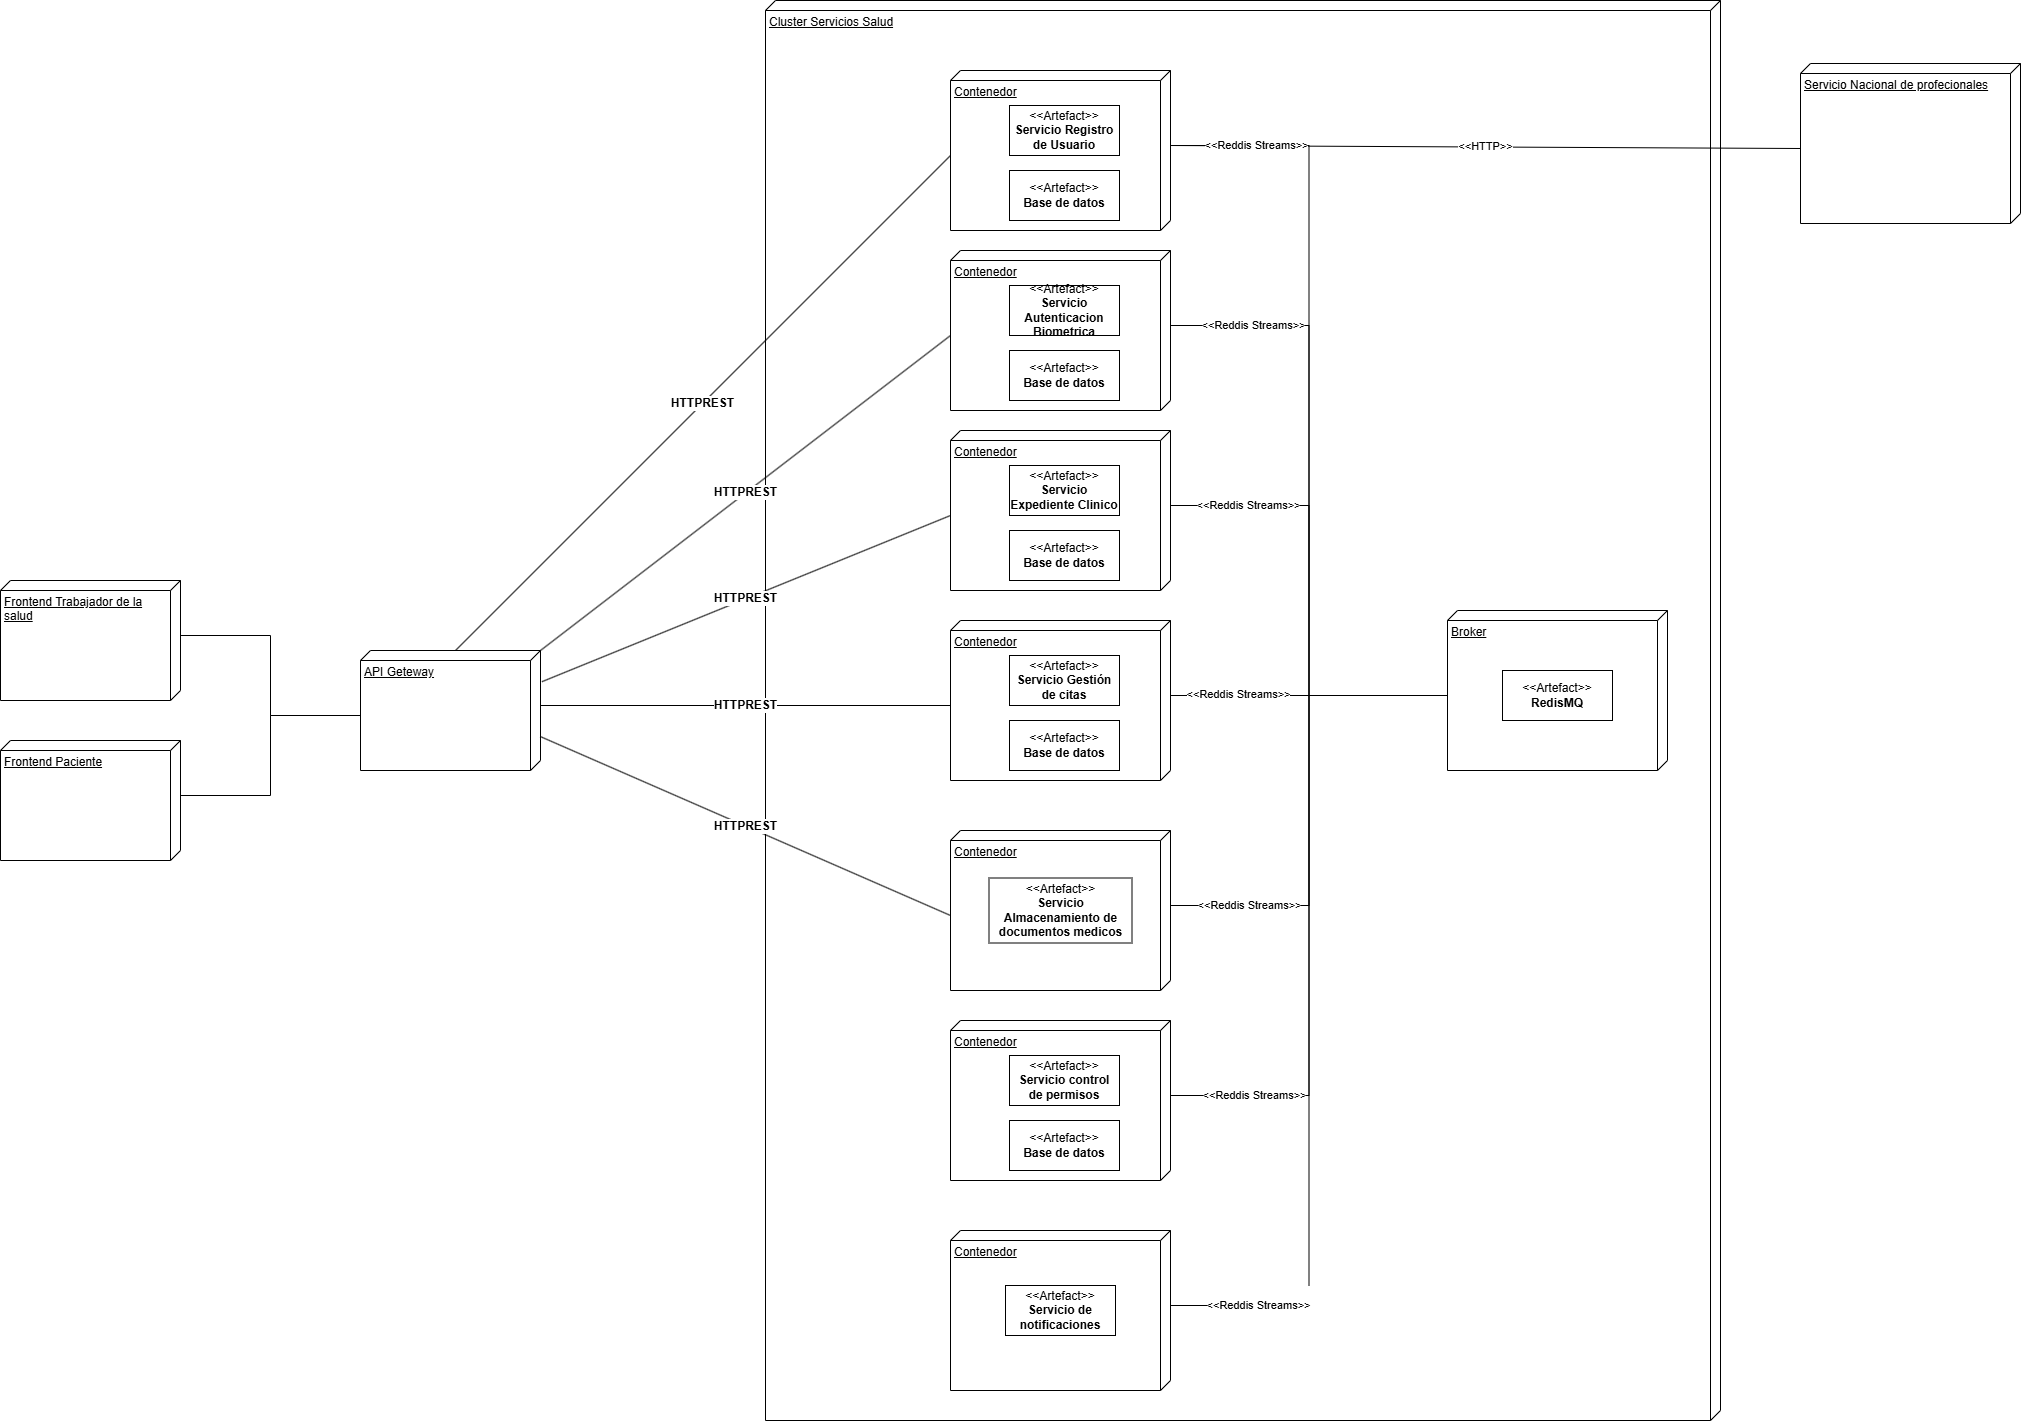 Cluster Servicios Salud
Servicio Nacional de profecionales
Contenedor
<<Artefact>>
Servicio Registro
de Usuario
<<Artefact>>
Base de datos
<<Reddis Streams>>
<<HTTP>>
Contenedor
<<Artefact>>
Servicio
Autenticacion
Biometrica
<<Artefact>>
Base de datos
<<Reddis Streams>>
HTTPREST
Contenedor
<<Artefact>>
Servicio
Expediente Clinico
<<Artefact>>
Base de datos
<<Reddis Streams>>
HTTPREST
HTTPREST
Frontend Trabajador de la
salud
Frontend Paciente
API Geteway
HTTPREST
Contenedor
<<Artefact>>
Servicio Gestión
de citas
<<Artefact>>
Base de datos
<<Reddis Streams>>
Broker
<<Artefact>>
RedisMQ
HTTPREST
Contenedor
<<Artefact>>
Servicio
Almacenamiento de
documentos medicos
<<Reddis Streams>>
Contenedor
<<Artefact>>
Servicio control
de permisos
<<Artefact>>
Base de datos
<<Reddis Streams>>
Contenedor
<<Artefact>>
Servicio de
notificaciones
<<Reddis Streams>>